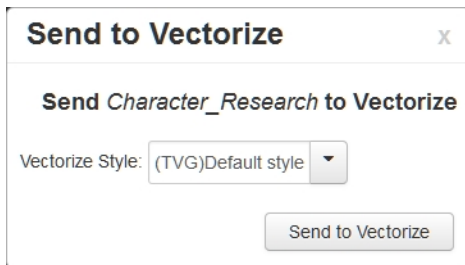 Send to Vectorize x
Send Character_Research to Vectorize
Vectorize Style: (TVG)Default style
Send to Vectorize